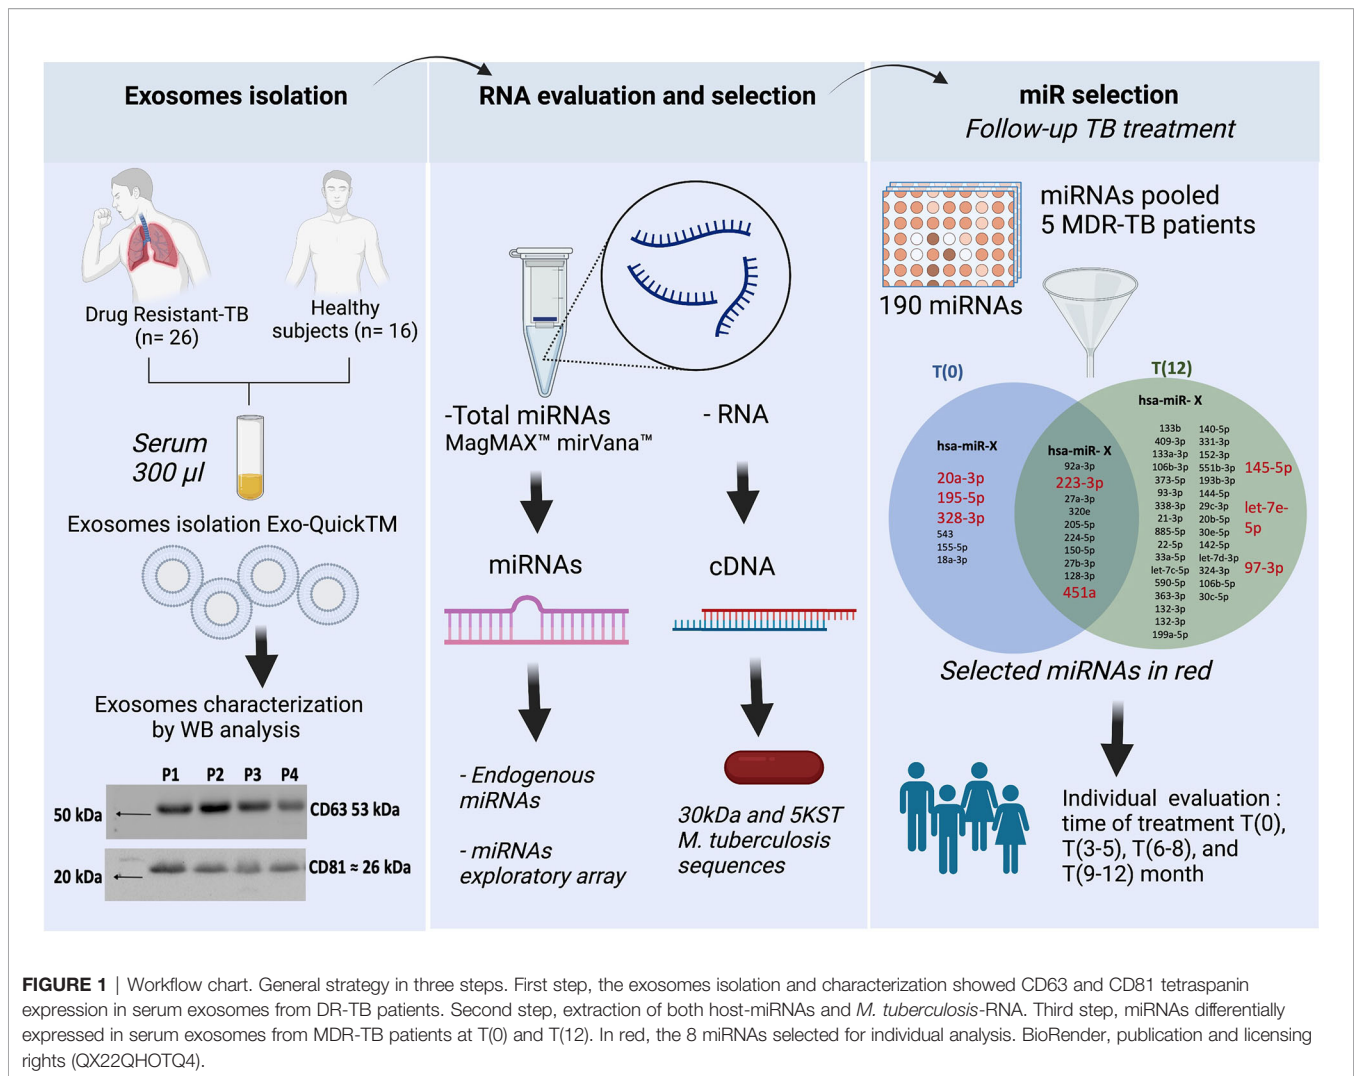 Exosomes isolation
Drug Resistant-TB
(n= 26)
Healthy
subjects (n= 16)
Serum
300 µl
Exosomes isolation Exo-QuickTM
Exosomes characterization
by WB analysis
P1 P2 P3 P4
50 kDa
CD63 53 kDa
20 kDa
CD81 ≈ 26 kDa
RNA evaluation and selection
-Total miRNAs
MagMAX™ mirVana™
- RNA
miRNAs
cDNA
- Endogenous
miRNAs
- miRNAs
exploratory array
30kDa and 5KST
M. tuberculosis
sequences
miR selection
Follow-up TB treatment
miRNAs pooled
5 MDR-TB patients
190 miRNAs
T(0)
hsa-miR-X
20a-3p
195-5p
328-3p
543
155-5p
18a-3p
hsa-miR- X
92a-3p
223-3p
27a-3p
320e
205-5p
224-5p
150-5p
27b-3p
128-3p
451a
T(12)
hsa-miR- X
133b
409-3p
133a-3p
106b-3p
373-5p
93-3p
338-3p
21-3p
885-5p
22-5p
33a-5p
let-7c-5p
590-5p
363-3p
132-3p
132-3p
199a-5p
140-5p
331-3p
152-3p
551b-3p
193b-3p
144-5p
29c-3p
20b-5p
30e-5p
142-5p
let-7d-3p
324-3p
106b-5p
30c-5p
145-5p
let-7e-
5p
97-3p
Selected miRNAs in red
Individual evaluation :
time of treatment T(0),
T(3-5), T(6-8), and
T(9-12) month
FIGURE 1 | Workflow chart. General strategy in three steps. First step, the exosomes isolation and characterization showed CD63 and CD81 tetraspanin
expression in serum exosomes from DR-TB patients. Second step, extraction of both host-miRNAs and M. tuberculosis-RNA. Third step, miRNAs differentially
expressed in serum exosomes from MDR-TB patients at T(0) and T(12). In red, the 8 miRNAs selected for individual analysis. BioRender, publication and licensing
rights (QX22QHOTQ4).